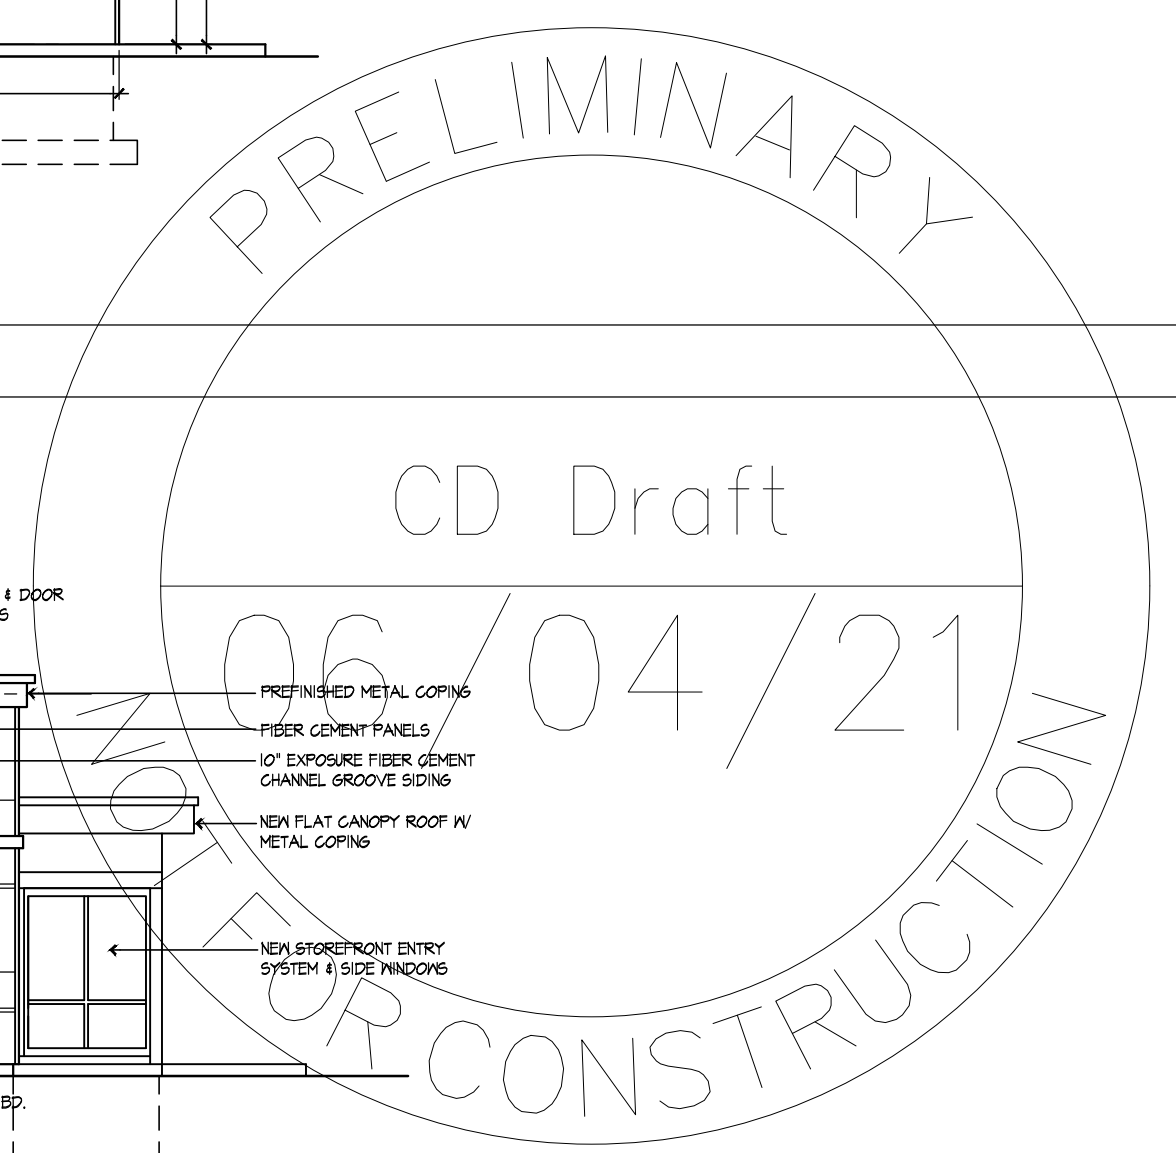 PRELIMINARY
CD Draft
06/04/21
NOT FOR CONSTRUCTION
& DOOR
S
PREFINISHED METAL COPING
FIBER CEMENT PANELS
10" EXPOSURE FIBER CEMENT
CHANNEL GROOVE SIDING
NEW FLAT CANOPY ROOF W/
METAL COPING
NEW STOREFRONT ENTRY
SYSTEM & SIDE WINDOWS
BD.